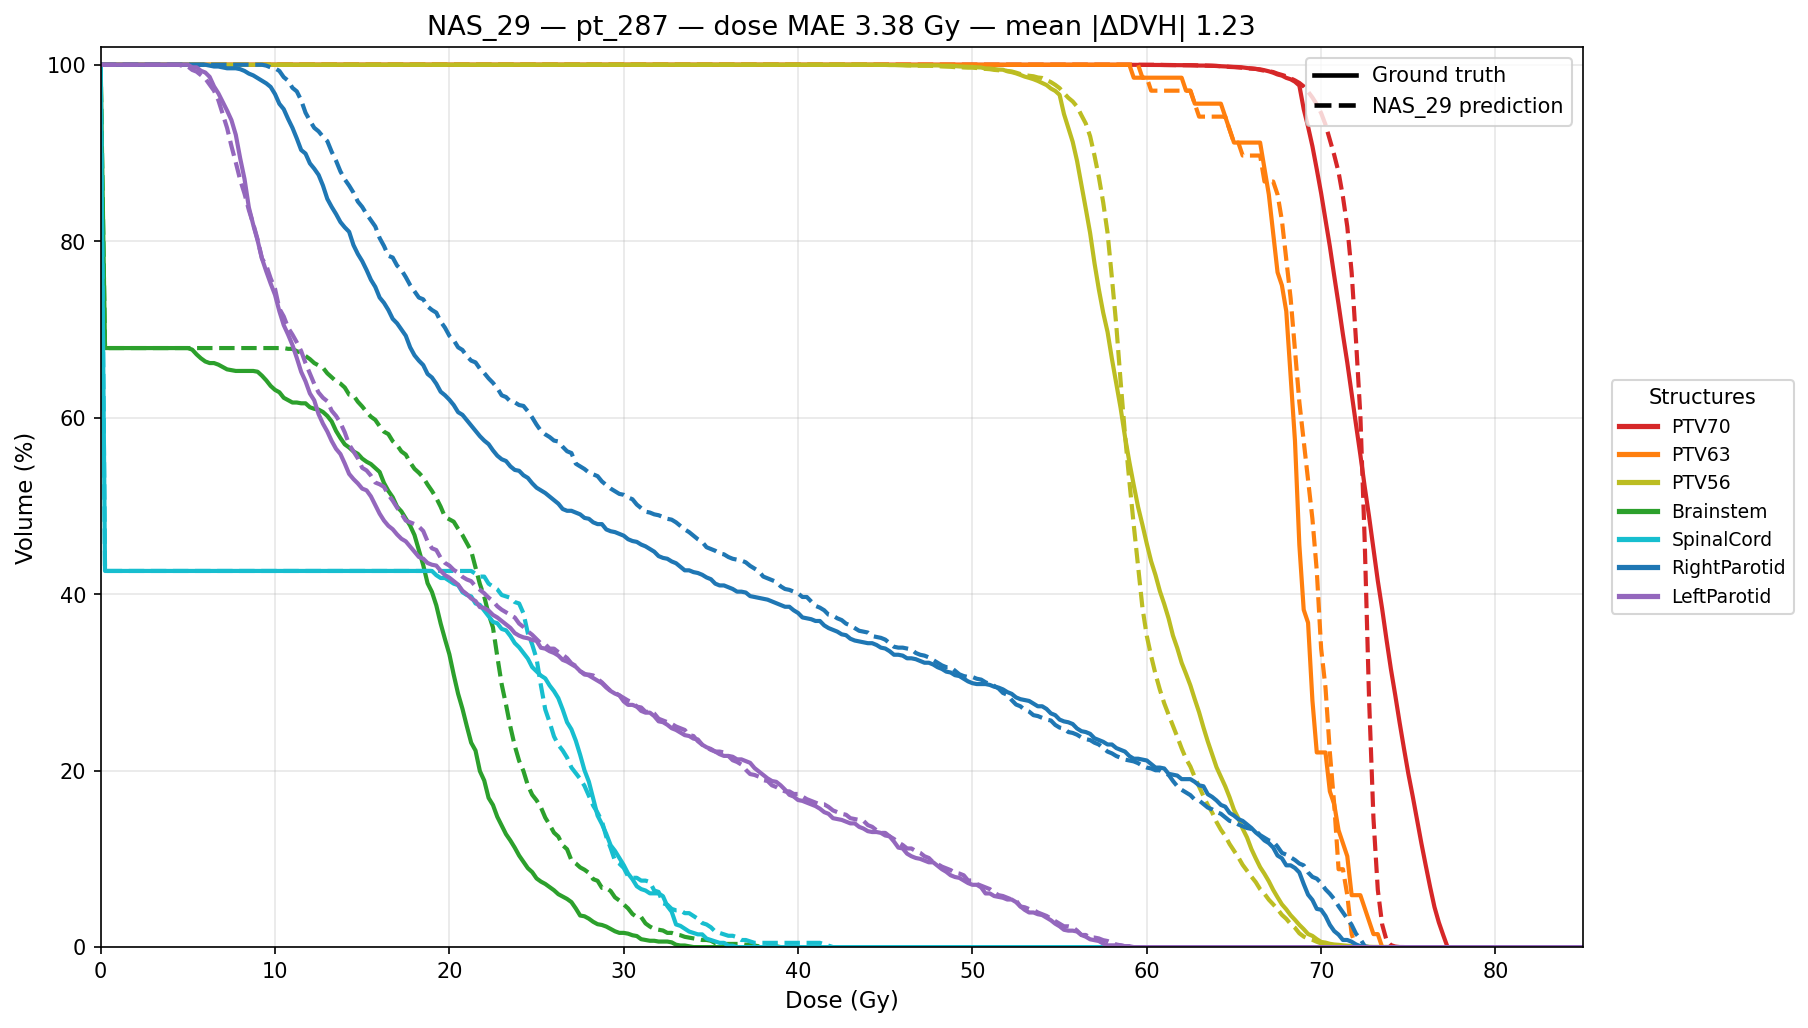 NAS_29 — pt_287 — dose MAE 3.38 Gy — mean |ΔDVH| 1.23
Ground truth
NAS_29 prediction
Volume (%)
100
80
60
40
20
0
0 10 20 30 40 50 60 70 80
Dose (Gy)
Structures
PTV70
PTV63
PTV56
Brainstem
SpinalCord
RightParotid
LeftParotid